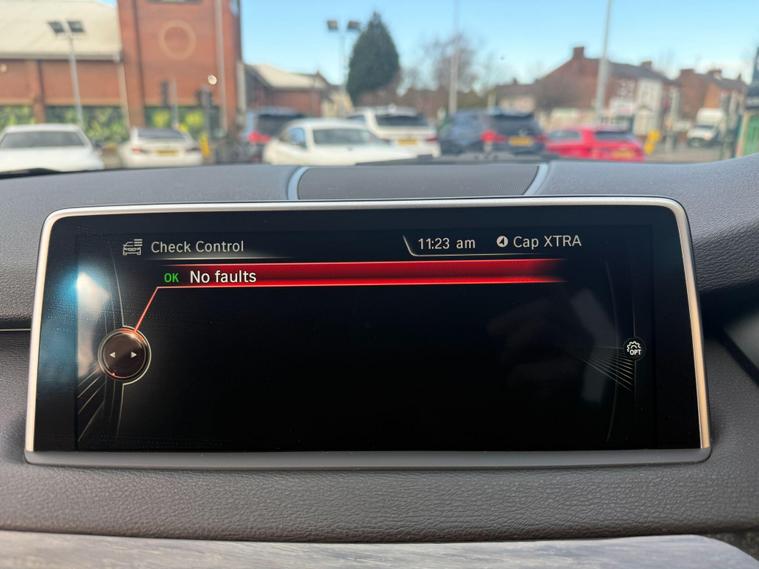 Check Control
11:23 am
Cap XTRA
OK No faults
OPT